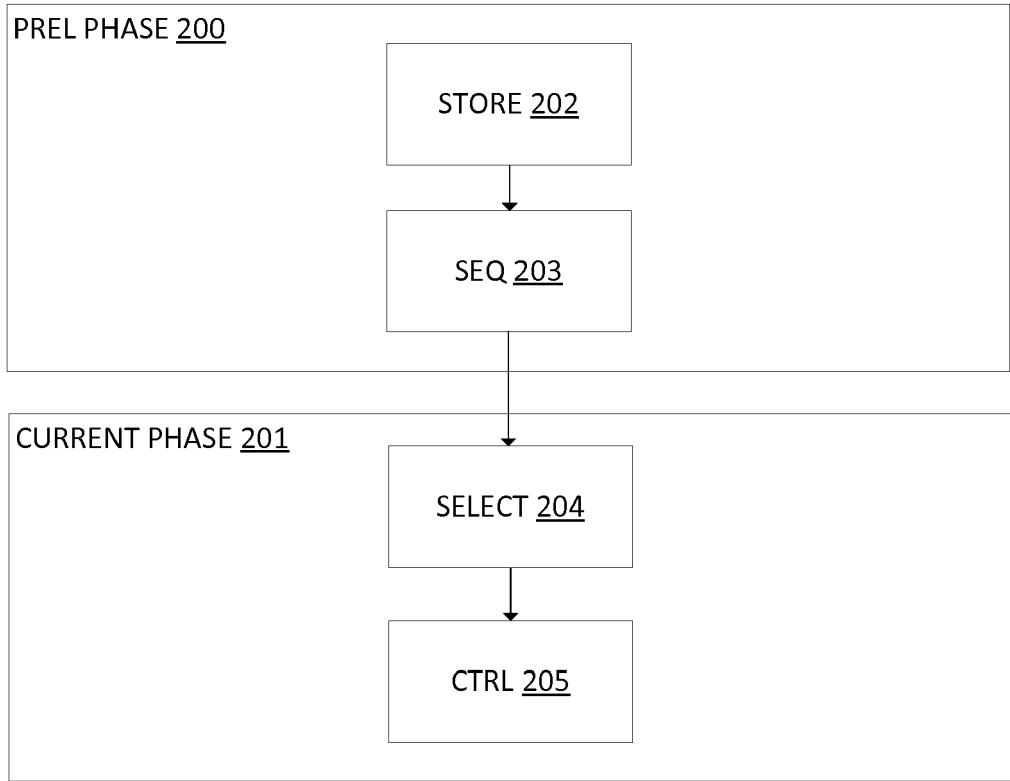 PREL PHASE 200
STORE 202
SEQ 203
CURRENT PHASE 201
SELECT 204
CTRL 205